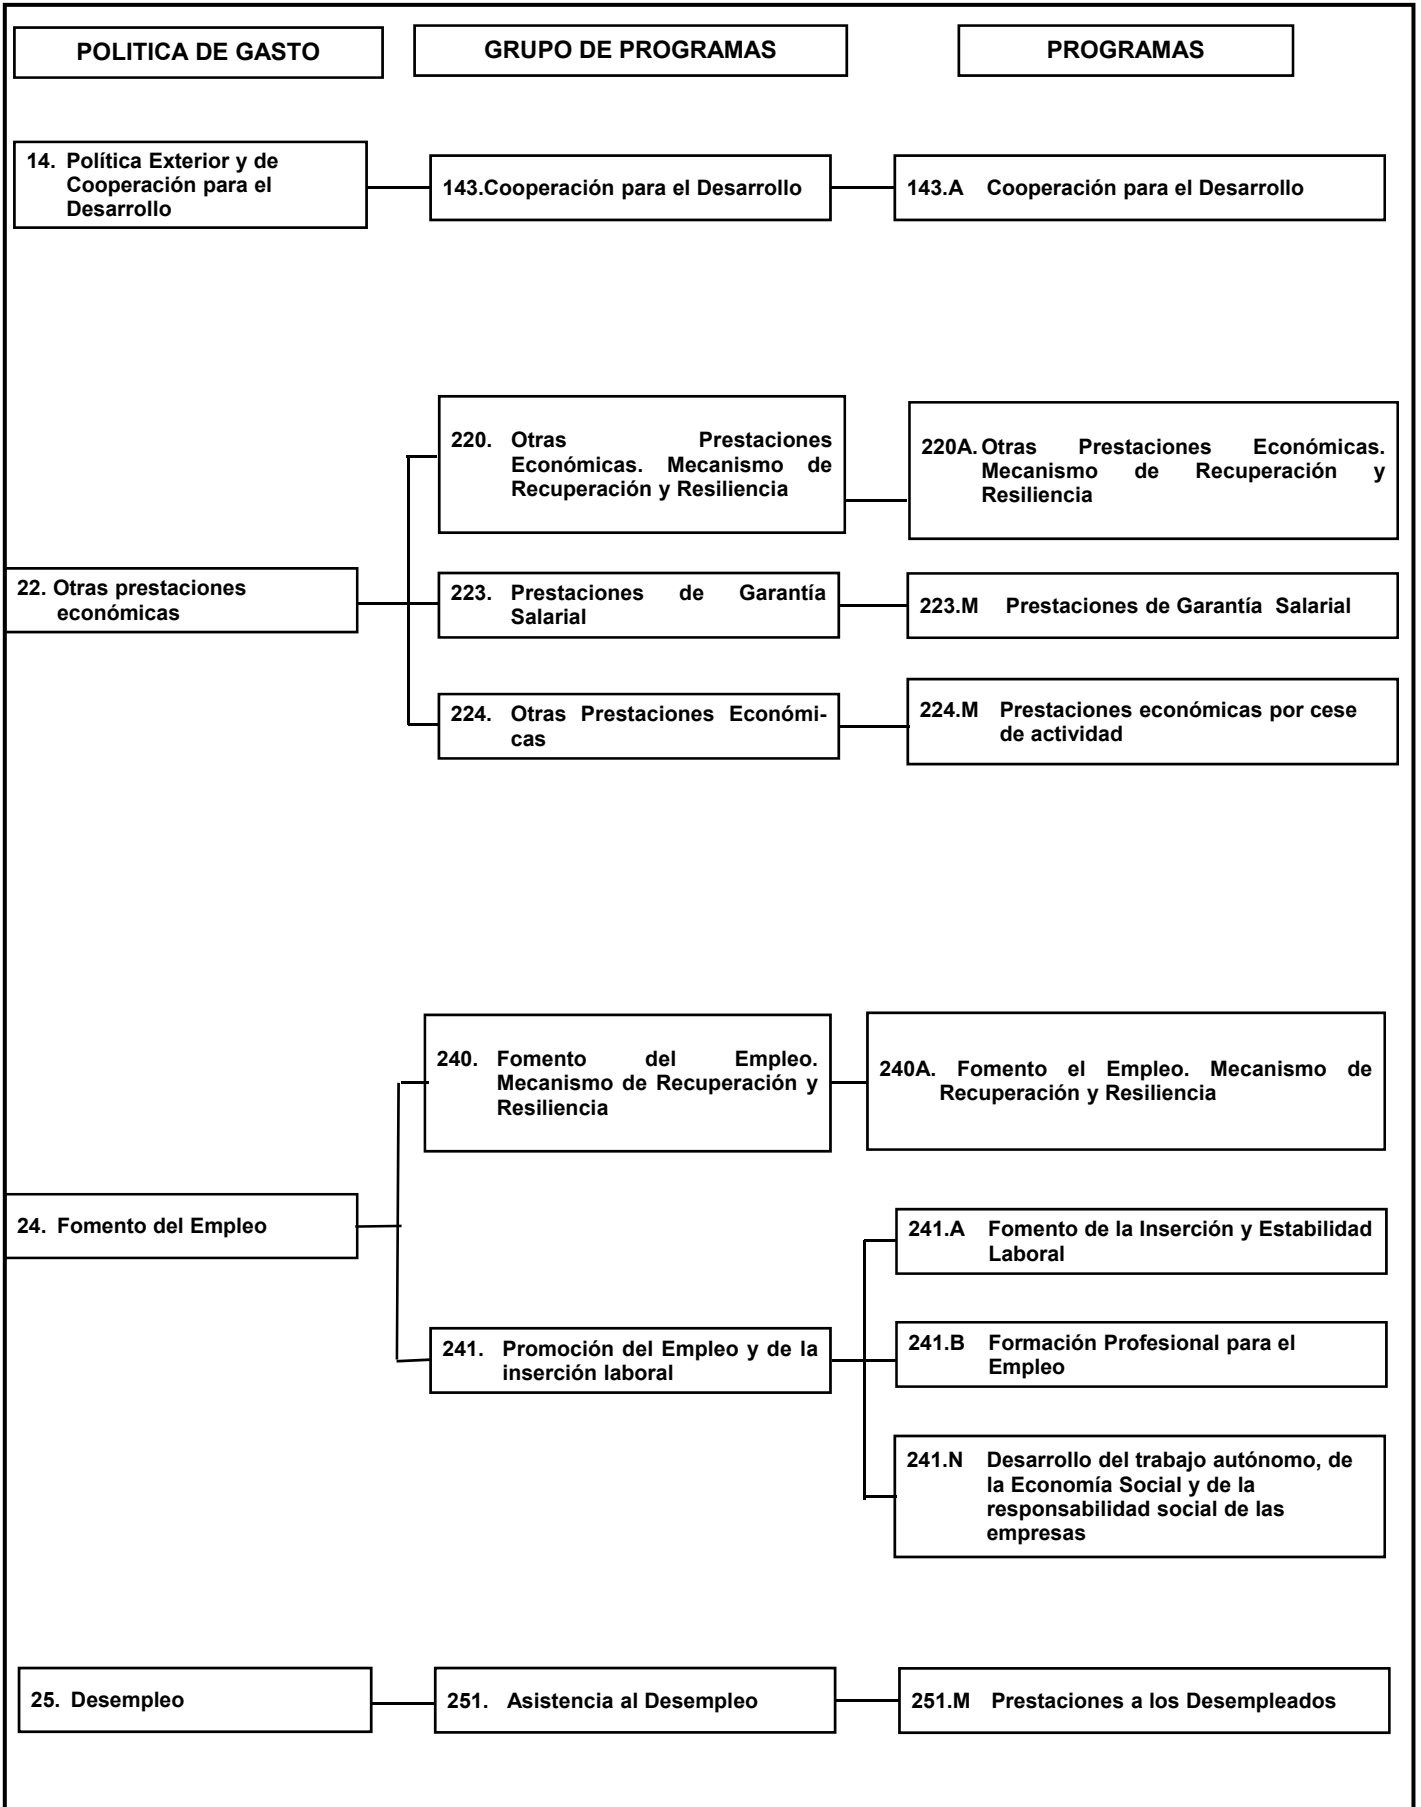 POLITICA DE GASTO
GRUPO DE PROGRAMAS
PROGRAMAS
14. Política Exterior y de
Cooperación para el
Desarrollo
143.Cooperación para el Desarrollo
143.A Cooperación para el Desarrollo
220. Otras Prestaciones
Económicas. Mecanismo de
Recuperación y Resiliencia
220A. Otras Prestaciones Económicas.
Mecanismo de Recuperación y
Resiliencia
22. Otras prestaciones
económicas
223. Prestaciones de Garantía
Salarial
223.M Prestaciones de Garantía Salarial
224. Otras Prestaciones Económi-
cas
224.M Prestaciones económicas por cese
de actividad
240. Fomento del Empleo.
Mecanismo de Recuperación y
Resiliencia
240A. Fomento el Empleo. Mecanismo de
Recuperación y Resiliencia
24. Fomento del Empleo
241.A Fomento de la Inserción y Estabilidad
Laboral
241. Promoción del Empleo y de la
inserción laboral
241.B Formación Profesional para el
Empleo
241.N Desarrollo del trabajo autónomo, de
la Economía Social y de la
responsabilidad social de las
empresas
25. Desempleo
251. Asistencia al Desempleo
251.M Prestaciones a los Desempleados